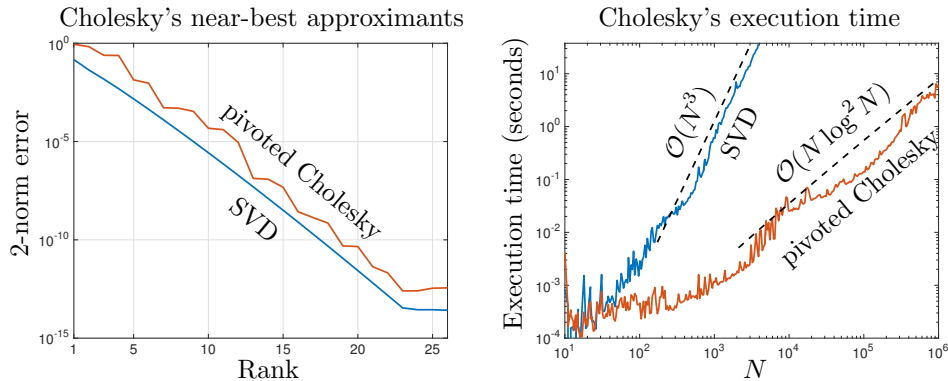 Cholesky's near-best approximants
10^0
10^-5
10^-10
10^-15
2-norm error
pivoted Cholesky
SVD
1 5 10 15 20 25
Rank
Cholesky's execution time
10^1
10^0
10^-1
10^-2
10^-3
10^-4
Execution time (seconds)
O(N^3)
SVD
O(N log^2 N)
pivoted Cholesky
10^1 10^2 10^3 10^4 10^5 10^6
N